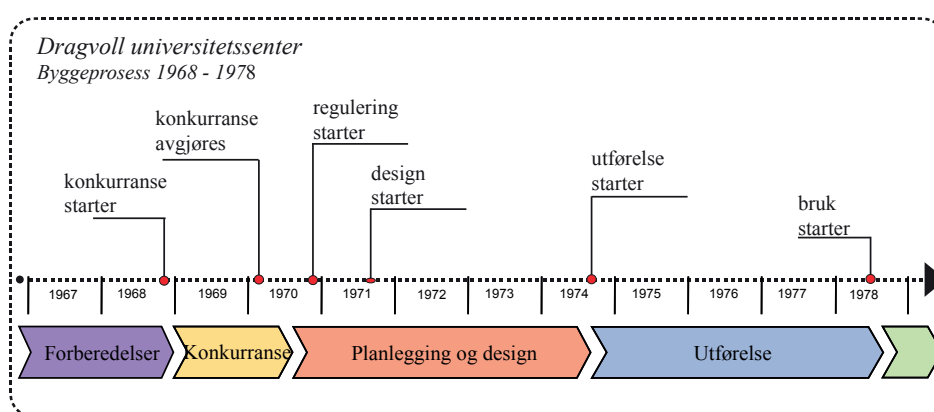 Dragvoll universitetssenter
Byggeprosess 1968 - 1978
konkurranse
starter
konkurranse
avgjøres
regulering
starter
design
starter
utførelse
starter
bruk
starter
1967 1968 1969 1970 1971 1972 1973 1974 1975 1976 1977 1978
Forberedelser Konkurranse Planlegging og design Utførelse